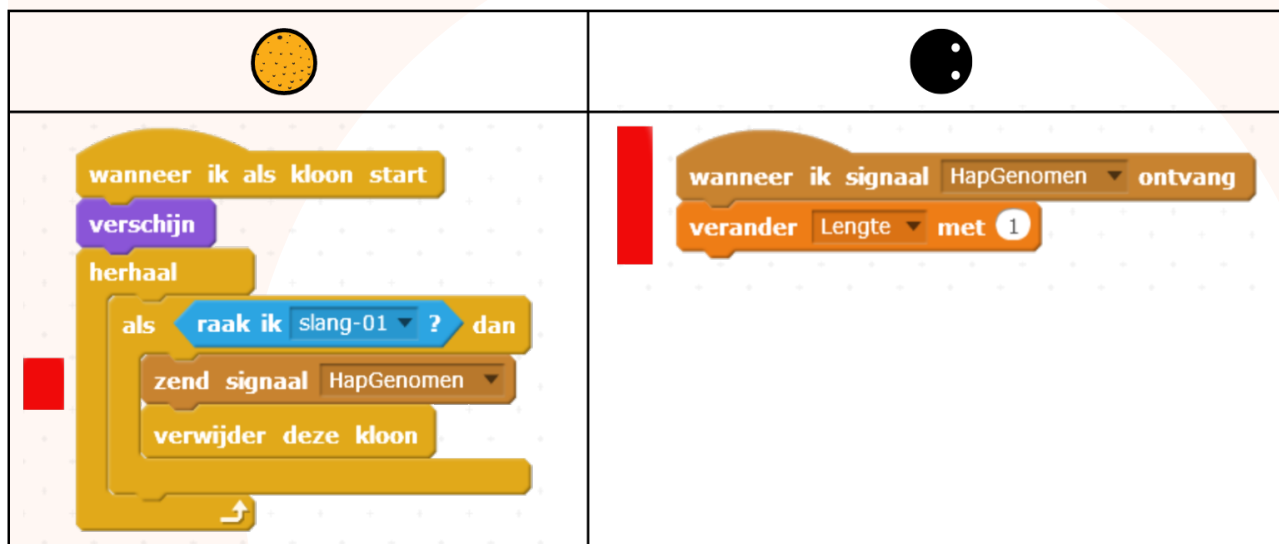 wanneer ik als kloon start
verschijn
herhaal
als raak ik slang-01 ? dan
zend signaal HapGenomen
verwijder deze kloon
wanneer ik signaal HapGenomen ontvang
verander Lengte met 1